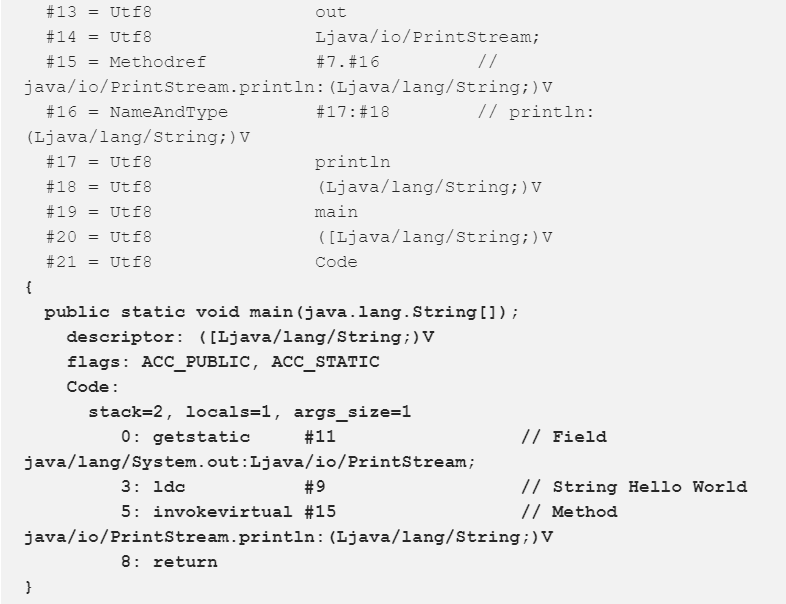 #13 = Utf8               out
  #14 = Utf8               Ljava/io/PrintStream;
  #15 = Methodref          #7.#16         //
java/io/PrintStream.println:(Ljava/lang/String;)V
  #16 = NameAndType        #17:#18        // println:
(Ljava/lang/String;)V
  #17 = Utf8               println
  #18 = Utf8               (Ljava/lang/String;)V
  #19 = Utf8               main
  #20 = Utf8               ([Ljava/lang/String;)V
  #21 = Utf8               Code
{
  public static void main(java.lang.String[]);
    descriptor: ([Ljava/lang/String;)V
    flags: ACC_PUBLIC, ACC_STATIC
    Code:
      stack=2, locals=1, args_size=1
         0: getstatic     #11                 // Field
java/lang/System.out:Ljava/io/PrintStream;
         3: ldc           #9                  // String Hello World
         5: invokevirtual #15                 // Method
java/io/PrintStream.println:(Ljava/lang/String;)V
         8: return
}